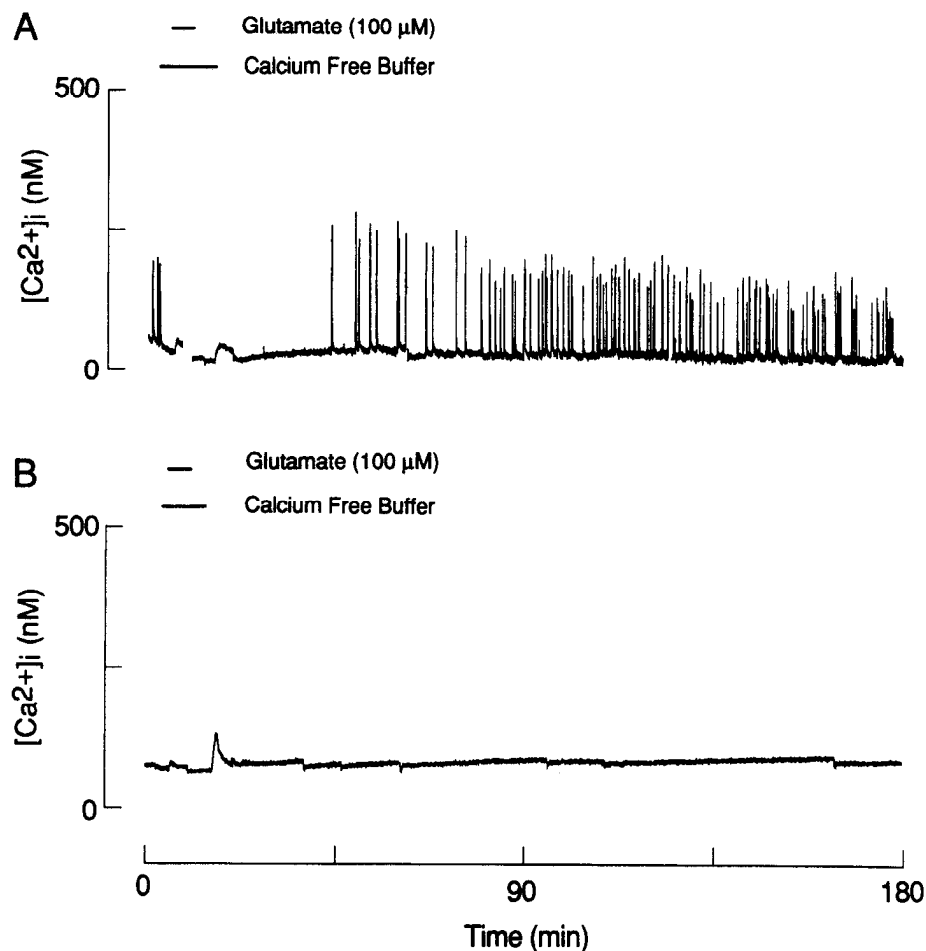 A
Glutamate (100 µM)
Calcium Free Buffer
500
[Ca2+]i (nM)
0
B
Glutamate (100 µM)
Calcium Free Buffer
500
[Ca2+]i (nM)
0
0 90 180
Time (min)